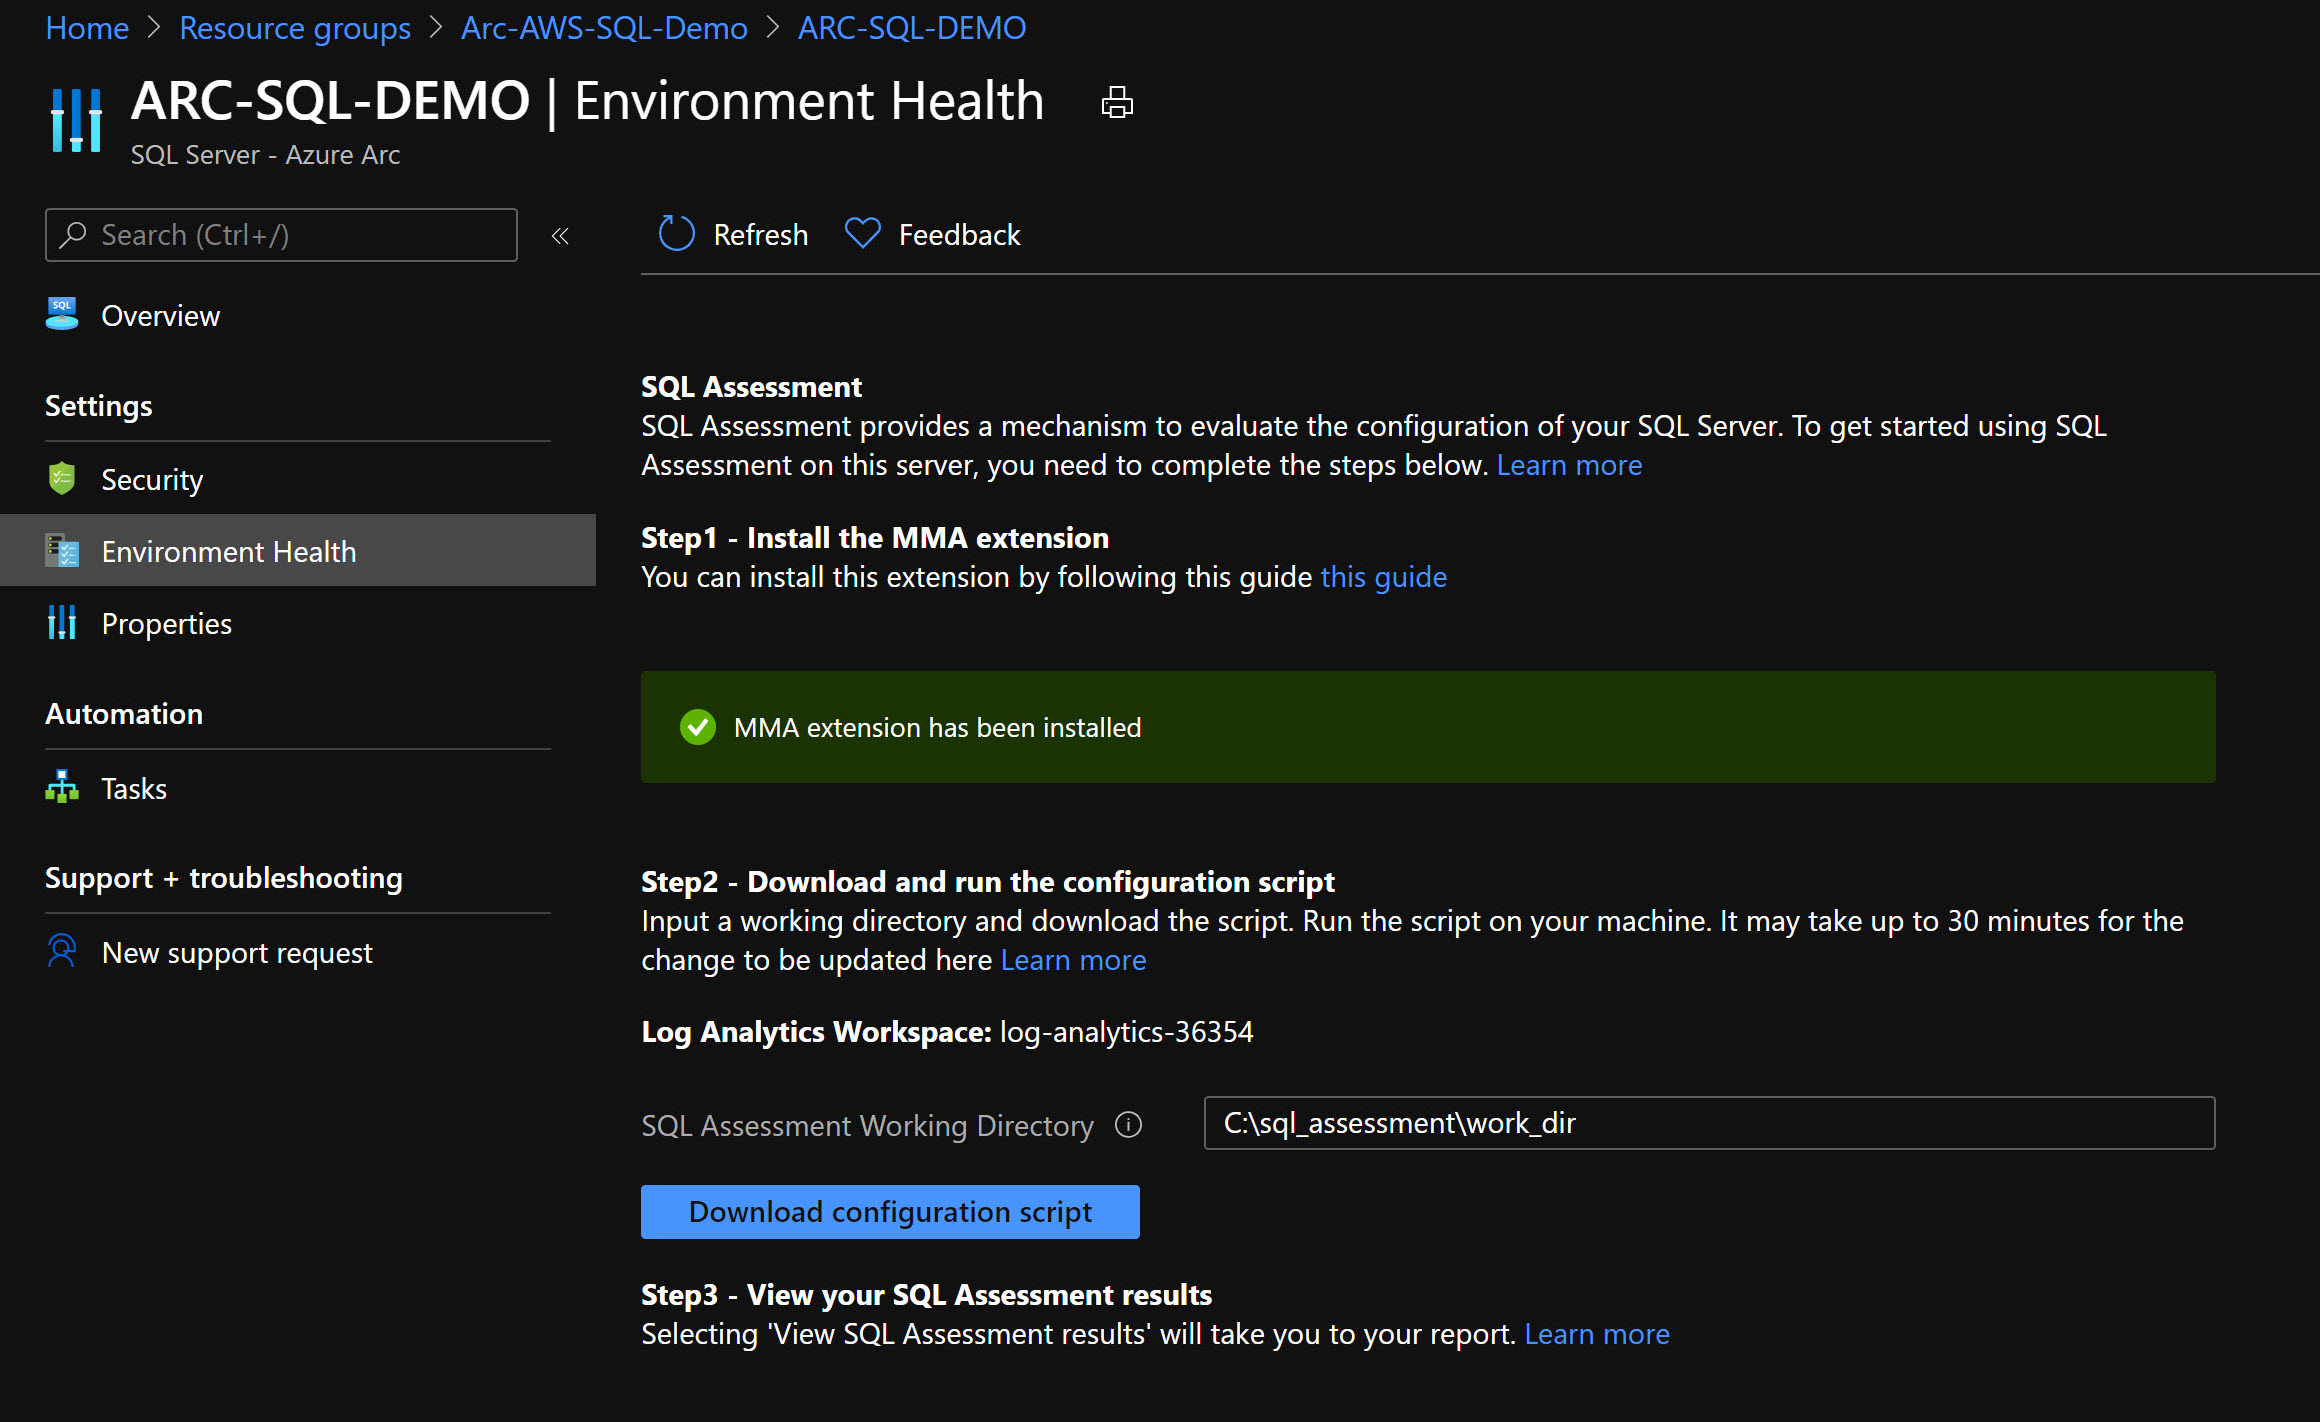 Home > Resource groups > Arc-AWS-SQL-Demo > ARC-SQL-DEMO
ARC-SQL-DEMO | Environment Health
SQL Server - Azure Arc
Search (Ctrl+/)
«
Refresh
Feedback
SQL
Overview
Settings
Security
Environment Health
Properties
Automation
Tasks
Support + troubleshooting
New support request
SQL Assessment
SQL Assessment provides a mechanism to evaluate the configuration of your SQL Server. To get started using SQL
Assessment on this server, you need to complete the steps below. Learn more
Step1 - Install the MMA extension
You can install this extension by following this guide this guide
MMA extension has been installed
Step2 - Download and run the configuration script
Input a working directory and download the script. Run the script on your machine. It may take up to 30 minutes for the
change to be updated here Learn more
Log Analytics Workspace: log-analytics-36354
SQL Assessment Working Directory
C:\sql_assessment\work_dir
Download configuration script
Step3 - View your SQL Assessment results
Selecting 'View SQL Assessment results' will take you to your report. Learn more